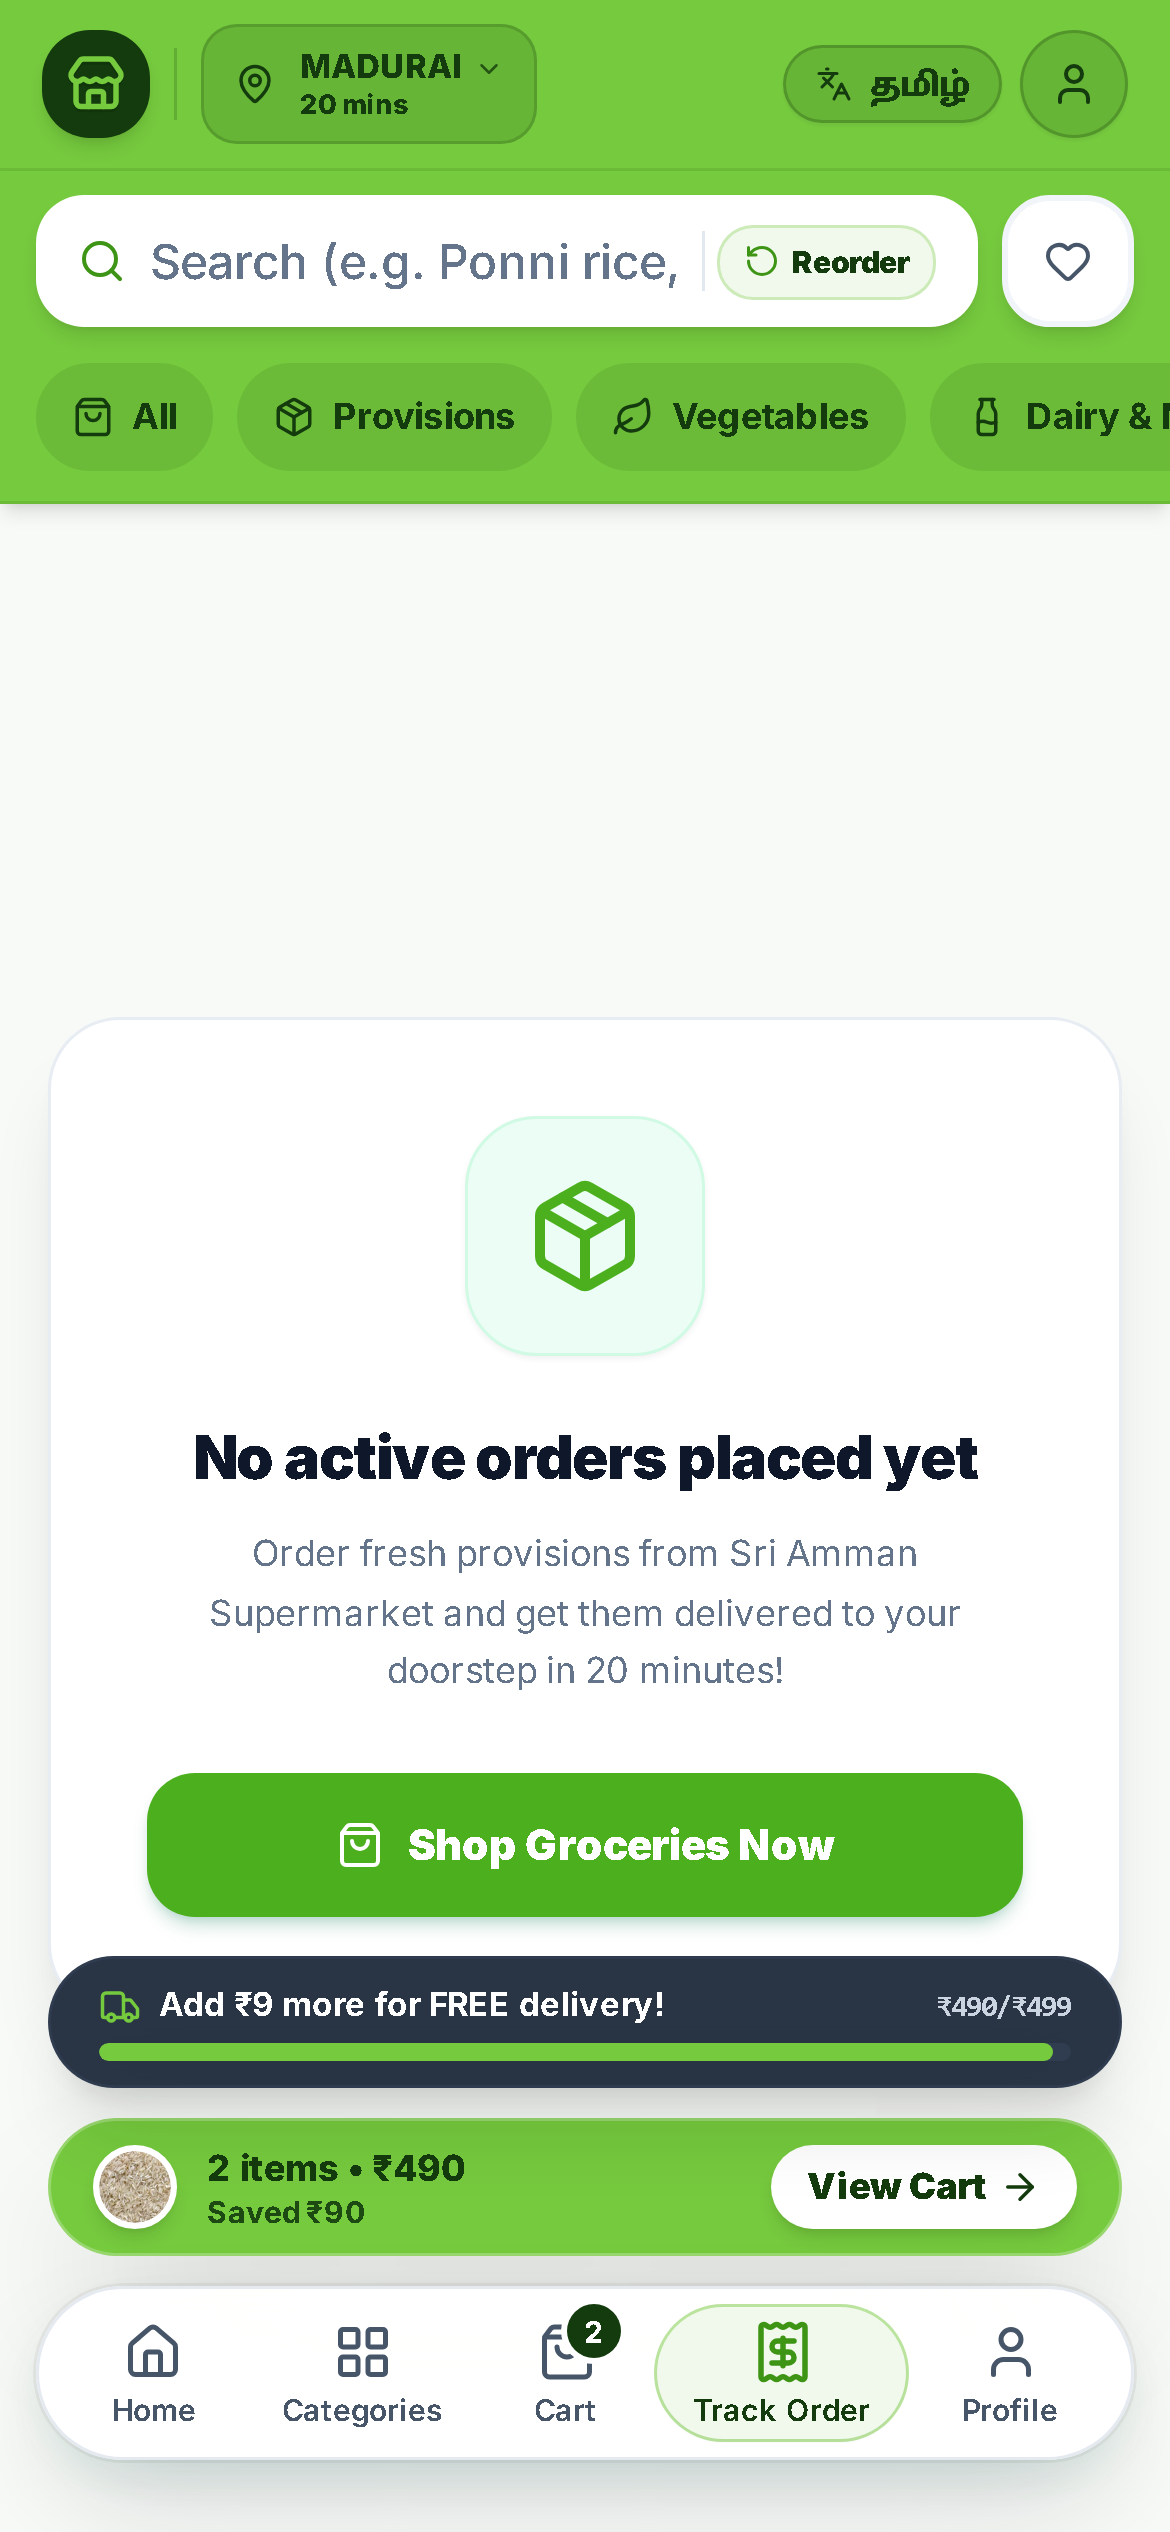 MADURAI
20 mins
தமிழ்
Search (e.g. Ponni rice,
Reorder
All
Provisions
Vegetables
Dairy &
No active orders placed yet
Order fresh provisions from Sri Amman
Supermarket and get them delivered to your
doorstep in 20 minutes!
Shop Groceries Now
Add ₹9 more for FREE delivery!
₹490/₹499
2 items • ₹490
Saved ₹90
View Cart
2
Home
Categories
Cart
Track Order
Profile